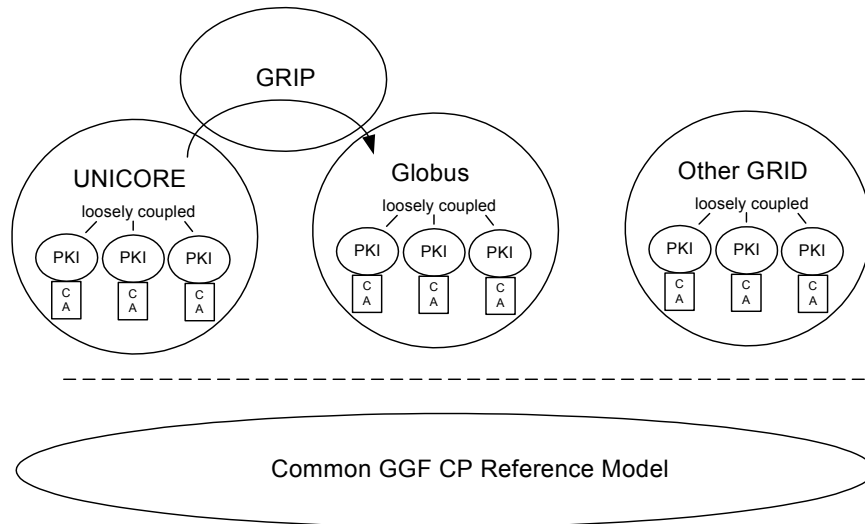 GRIP
UNICORE
loosely coupled
PKI PKI PKI
C A C A C A
Globus
loosely coupled
PKI PKI PKI
C A C A C A
Other GRID
loosely coupled
PKI PKI PKI
C A C A C A
Common GGF CP Reference Model